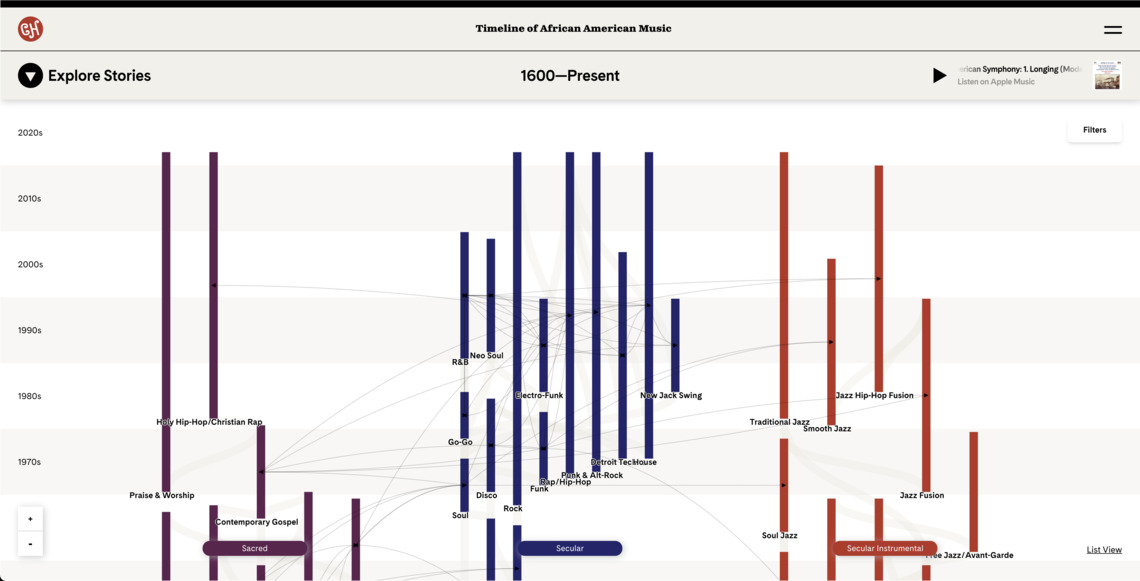 GH
Timeline of African American Music
Explore Stories
1600—Present
erican Symphony: 1. Longing (Mod
Listen on Apple Music
Filters
2020s
2010s
2000s
1990s
1980s
1970s
R&B
Neo Soul
Electro-Funk
New Jack Swing
Jazz Hip-Hop Fusion
Holy Hip-Hop/Christian Rap
Traditional Jazz
Smooth Jazz
Go-Go
Detroit Tec
House
Punk & Alt-Rock
Rap/Hip-Hop
Funk
Praise & Worship
Disco
Jazz Fusion
Rock
Soul
Contemporary Gospel
Soul Jazz
+
-
Sacred
Secular
Secular Instrumental
Free Jazz/Avant-Garde
List View